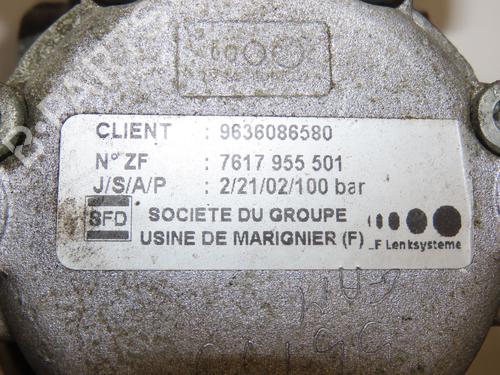 CLIENT : 9636086580
N° ZF : 7617 955 501
J/S/A/P : 2/21/02/100 bar
SFD SOCIETE DU GROUPE
USINE DE MARIGNIER (F) F Lenksysteme